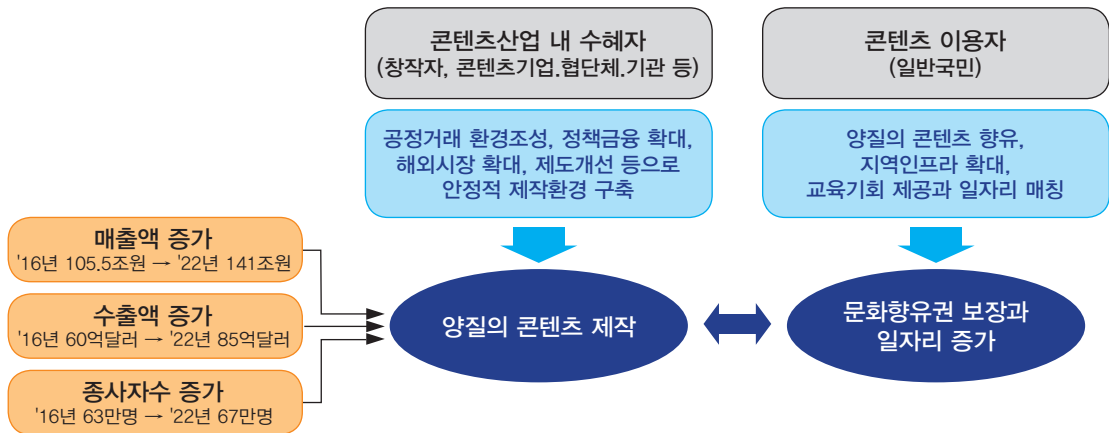 콘텐츠산업 내 수혜자
(창작자, 콘텐츠기업.협단체.기관 등)
콘텐츠 이용자
(일반국민)
공정거래 환경조성, 정책금융 확대,
해외시장 확대, 제도개선 등으로
안정적 제작환경 구축
양질의 콘텐츠 향유,
지역인프라 확대,
교육기회 제공과 일자리 매칭
매출액 증가
'16년 105.5조원 → '22년 141조원
수출액 증가
'16년 60억달러 → '22년 85억달러
종사자수 증가
'16년 63만명 → '22년 67만명
양질의 콘텐츠 제작
문화향유권 보장과
일자리 증가